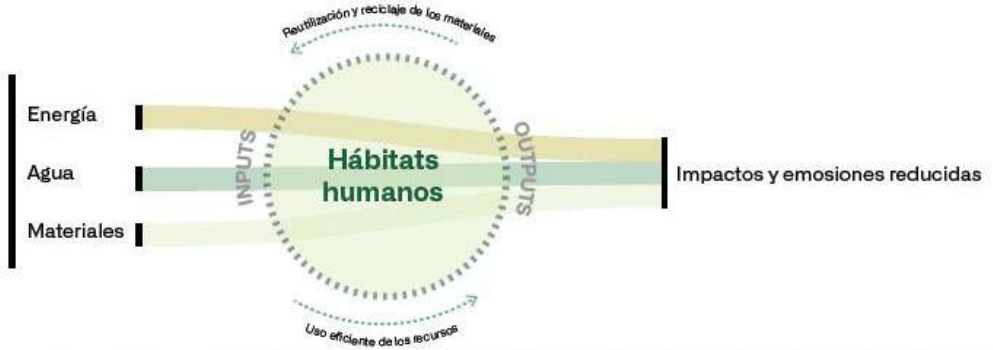 Reutilización y reciclaje de los materiales
Energía
Agua
Materiales
INPUTS
Hábitats
humanos
OUTPUTS
Impactos y emosiones reducidas
Uso eficiente de los recursos